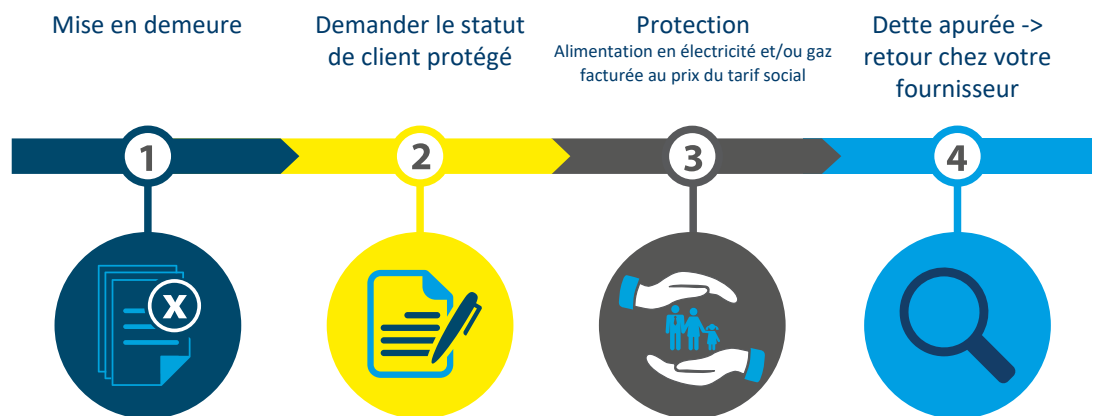 Mise en demeure
Demander le statut
de client protégé
Protection
Alimentation en électricité et/ou gaz
facturée au prix du tarif social
Dette apurée ->
retour chez votre
fournisseur
1
2
3
4
X